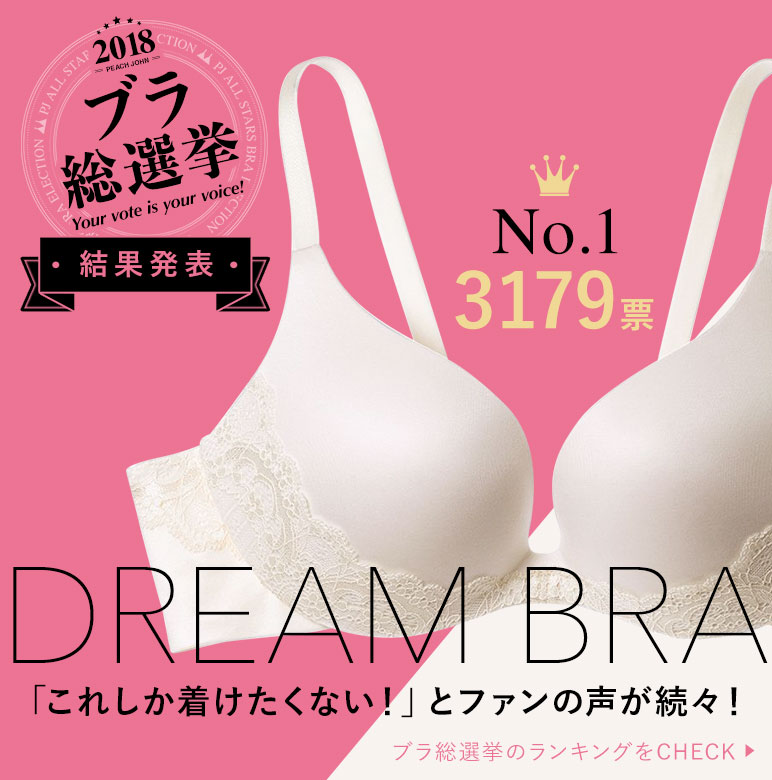 2018
PEACH JOHN
ブラ
総選挙
Your vote is your voice!
・結果発表・
No.1
3179票
DREAM BRA
「これしか着けたくない！」とファンの声が続々！
ブラ総選挙のランキングをCHECK